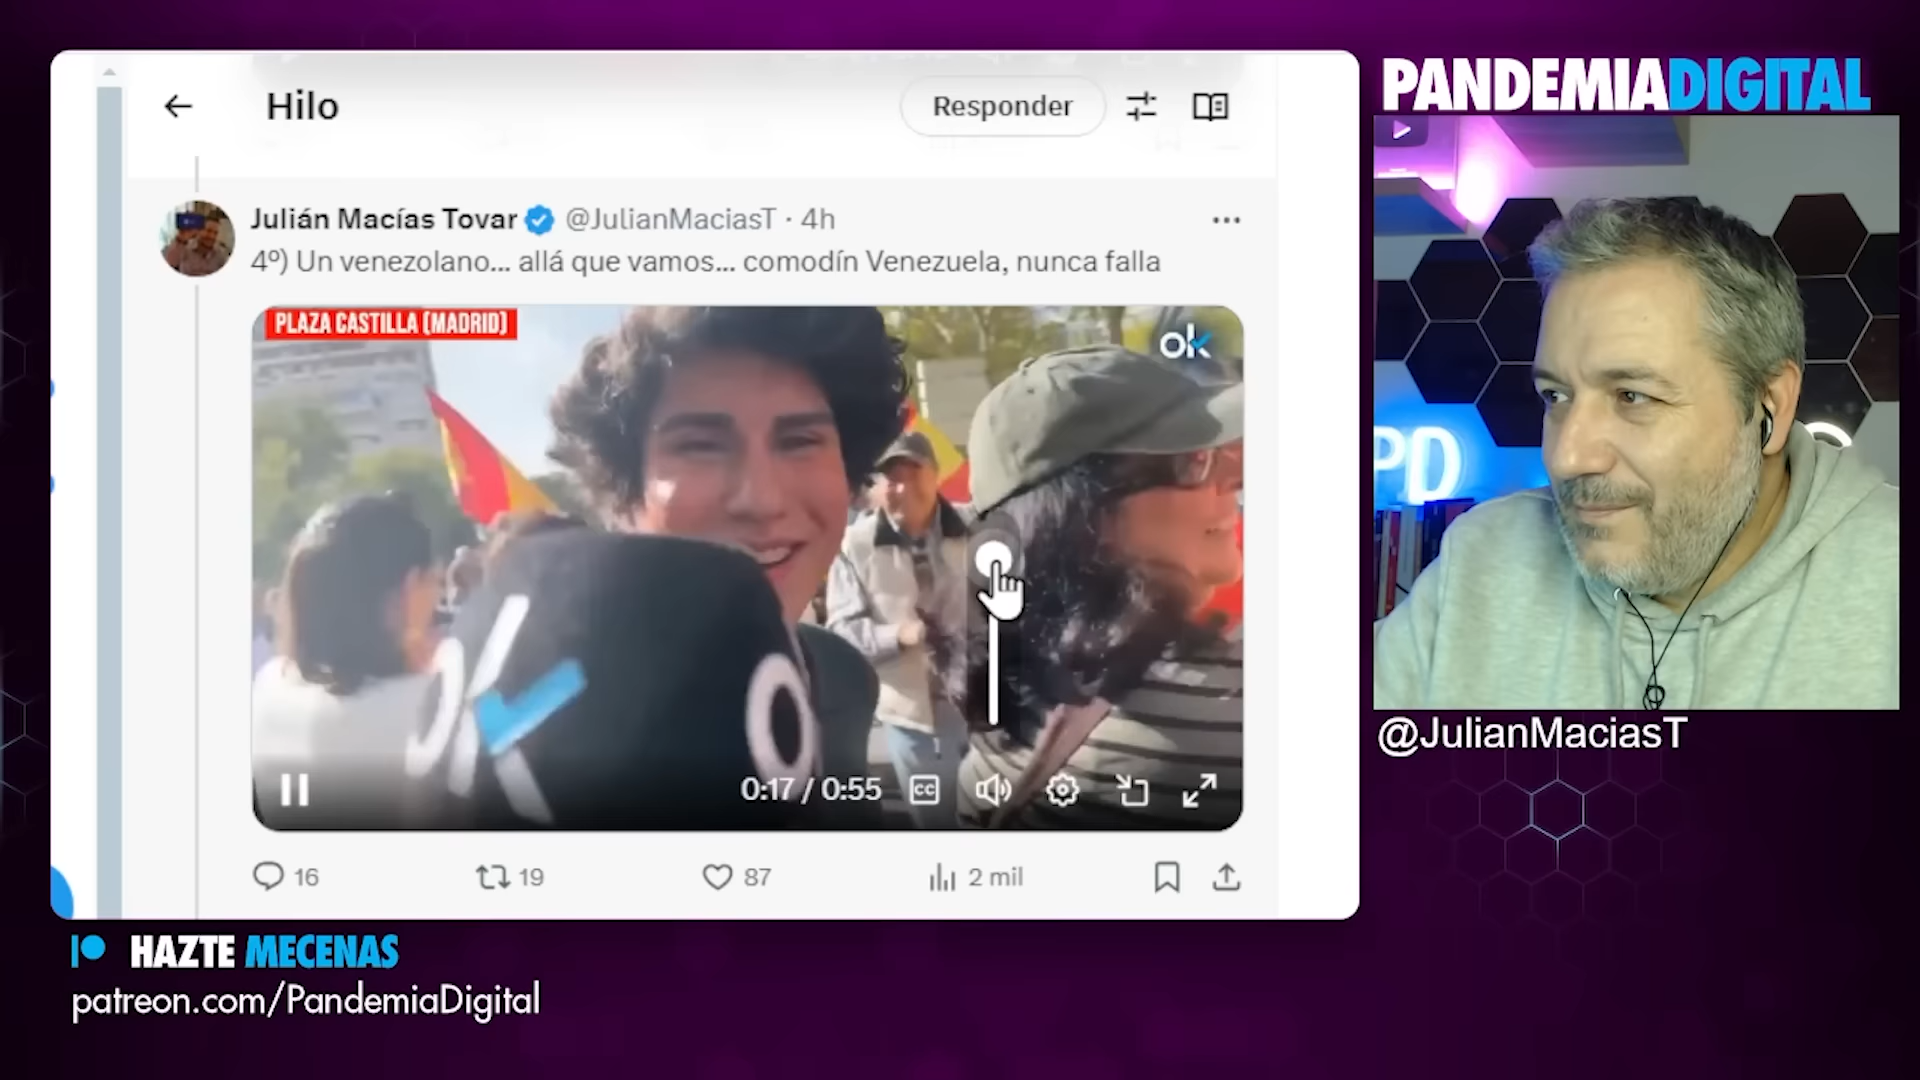 PANDEMIADIGITAL
Hilo
Responder
Julián Macías Tovar @JulianMaciasT · 4h
4º) Un venezolano... allá que vamos... comodín Venezuela, nunca falla
PLAZA CASTILLA (MADRID)
ok
OK
O
0:17 / 0:55
CC
16
19
87
2 mil
PD
@JulianMaciasT
HAZTE MECENAS
patreon.com/PandemiaDigital